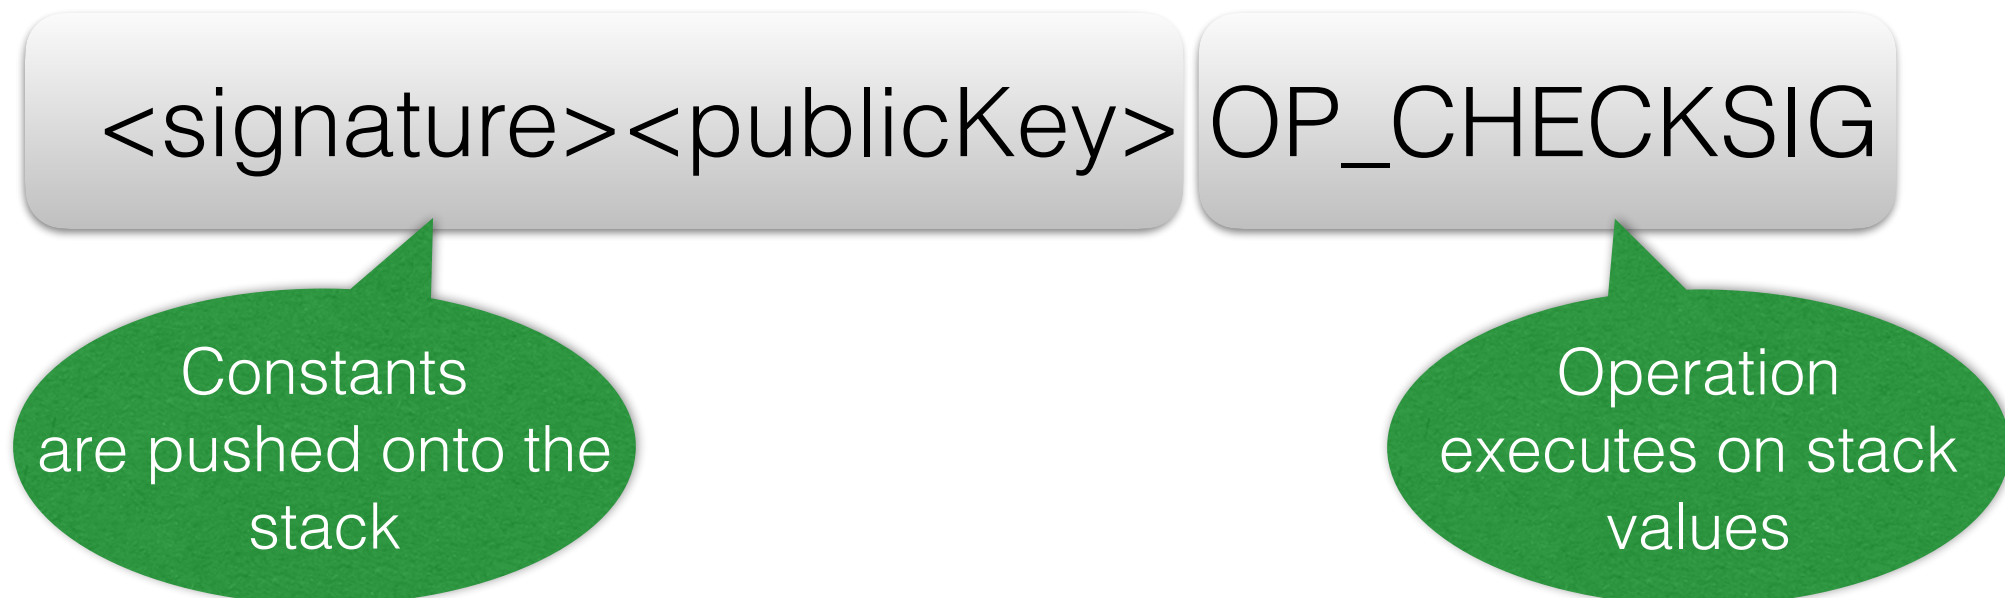 <signature><publicKey> OP_CHECKSIG
Constants
are pushed onto the
stack
Operation
executes on stack
values